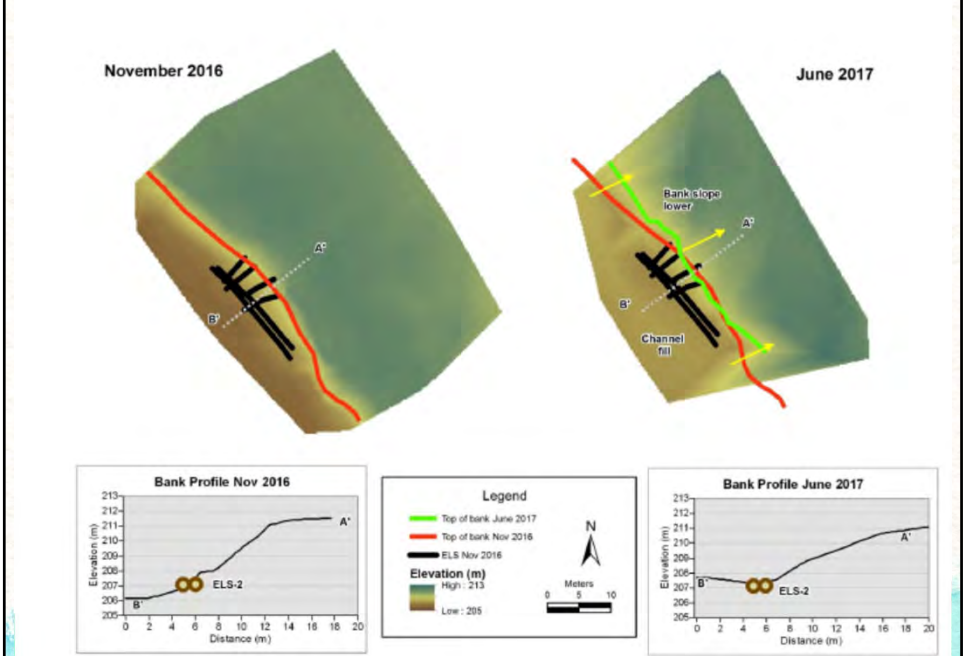 November 2016
June 2017
A'
B'
Bank slope
lower
A'
B'
Channel
fill
Bank Profile Nov 2016
213
212
211
210
209
208
207
206
205
Elevation (m)
A'
B'
ELS-2
0 2 4 6 8 10 12 14 16 18 20
Distance (m)
Legend
Top of bank June 2017
Top of bank Nov 2016
ELS Nov 2016
Elevation (m)
High : 213
Low : 205
N
Meters
0 5 10
Bank Profile June 2017
213
212
211
210
209
208
207
206
205
Elevation (m)
A'
B'
ELS-2
0 2 4 6 8 10 12 14 16 18 20
Distance (m)